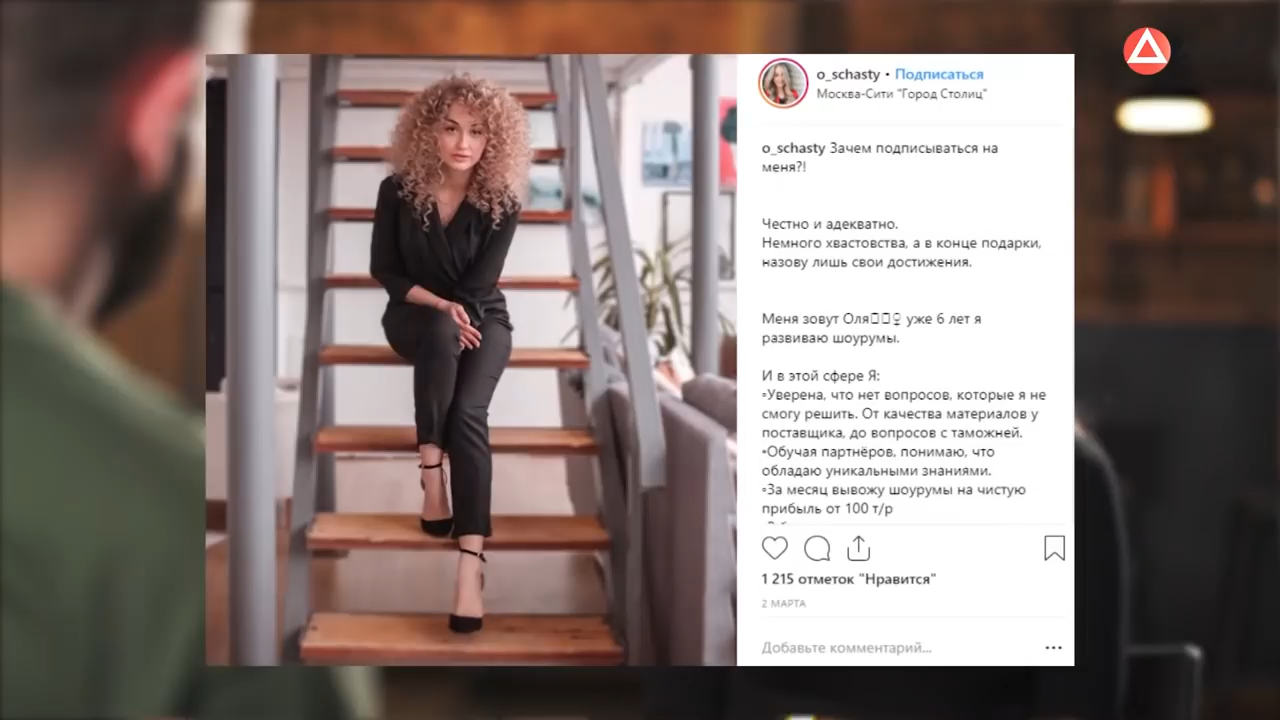 o_schasty • Подписаться
Москва-Сити "Город Столиц"
o_schasty Зачем подписываться на
меня?!
Честно и адекватно.
Немного хвастовства, а в конце подарки,
назову лишь свои достижения.
Меня зовут Оля♀ уже 6 лет я
развиваю шоурумы.
И в этой сфере Я:
▫Уверена, что нет вопросов, которые я не
смогу решить. От качества материалов у
поставщика, до вопросов с таможней.
▫Обучая партнёров, понимаю, что
обладаю уникальными знаниями.
▫За месяц вывожу шоурумы на чистую
прибыль от 100 т/р
1 215 отметок "Нравится"
2 МАРТА
Добавьте комментарий...